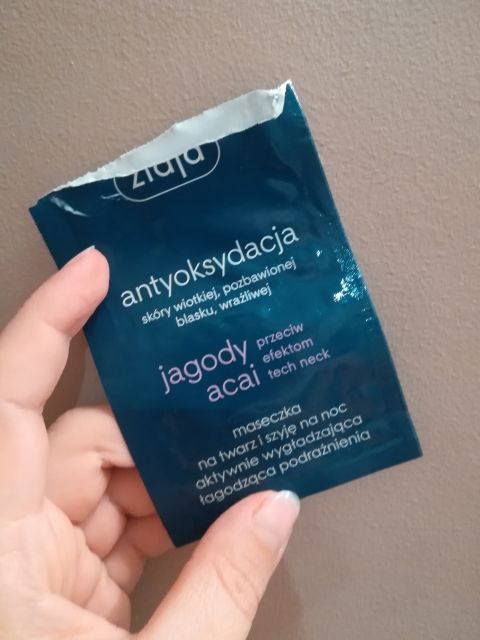 ziaja
antyoksydacja
skóry wiotkiej, pozbawionej
blasku, wrażliwej
jagody przeciw
acai efektom
tech neck
maseczka
na twarz i szyję na noc
aktywnie wygładzająca
łagodząca podrażnienia